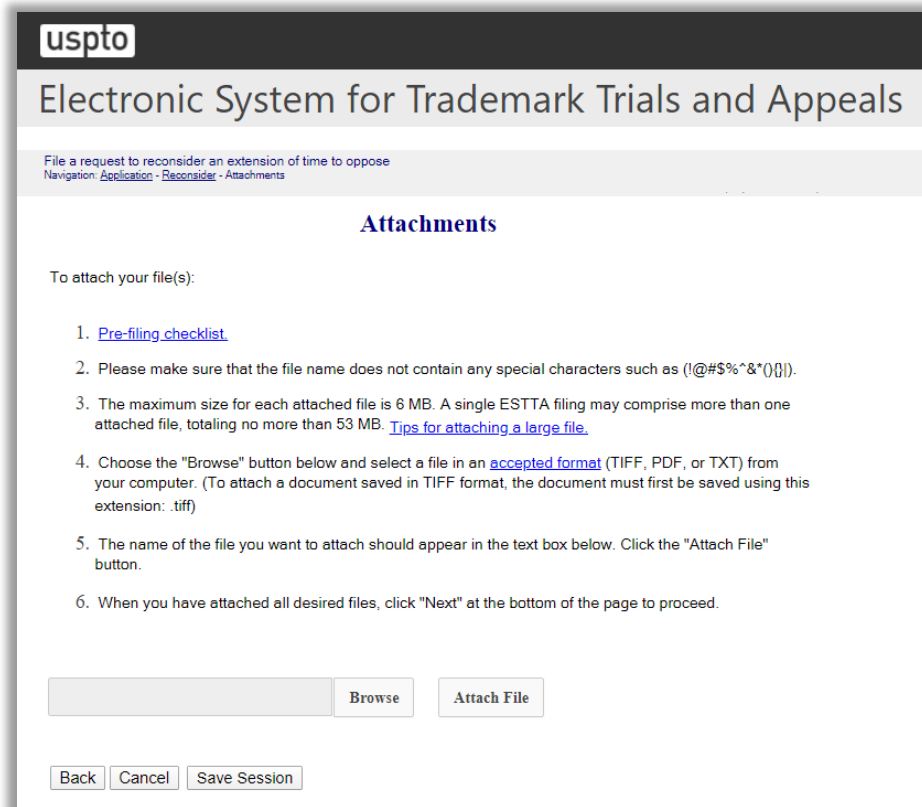 uspto
Electronic System for Trademark Trials and Appeals
File a request to reconsider an extension of time to oppose
Navigation: Application - Reconsider - Attachments
Attachments
To attach your file(s):
1. Pre-filing checklist.
2. Please make sure that the file name does not contain any special characters such as (!@#$%^&*(){}|).
3. The maximum size for each attached file is 6 MB. A single ESTTA filing may comprise more than one
attached file, totaling no more than 53 MB. Tips for attaching a large file.
4. Choose the "Browse" button below and select a file in an accepted format (TIFF, PDF, or TXT) from
your computer. (To attach a document saved in TIFF format, the document must first be saved using this
extension: .tiff)
5. The name of the file you want to attach should appear in the text box below. Click the "Attach File"
button.
6. When you have attached all desired files, click "Next" at the bottom of the page to proceed.
Browse Attach File
Back Cancel Save Session